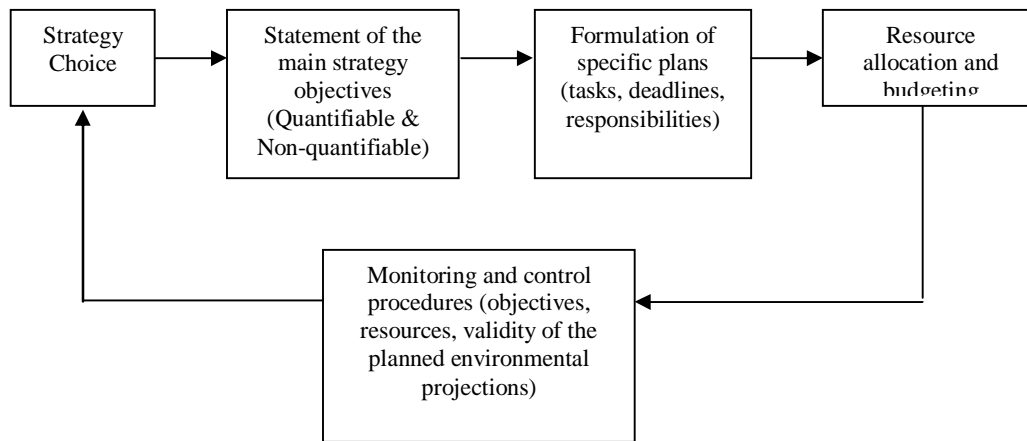 Strategy
Choice
Statement of the
main strategy
objectives
(Quantifiable &
Non-quantifiable)
Formulation of
specific plans
(tasks, deadlines,
responsibilities)
Resource
allocation and
budgeting
Monitoring and control
procedures (objectives,
resources, validity of the
planned environmental
projections)